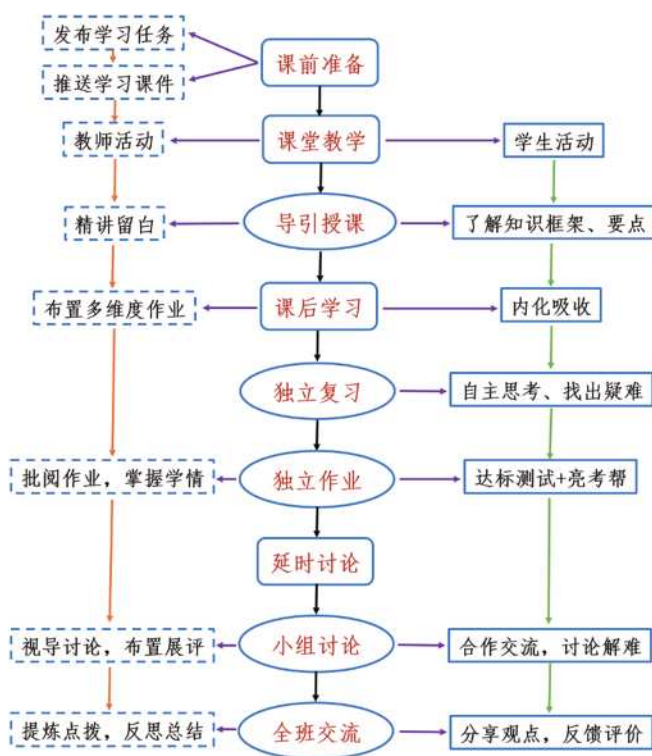 发布学习任务
课前准备
推送学习课件
教师活动
课堂教学
学生活动
精讲留白
导引授课
了解知识框架、要点
布置多维度作业
课后学习
内化吸收
独立复习
自主思考、找出疑难
批阅作业，掌握学情
独立作业
达标测试+亮考帮
延时讨论
视导讨论，布置展评
小组讨论
合作交流，讨论解难
提炼点拨，反思总结
全班交流
分享观点，反馈评价